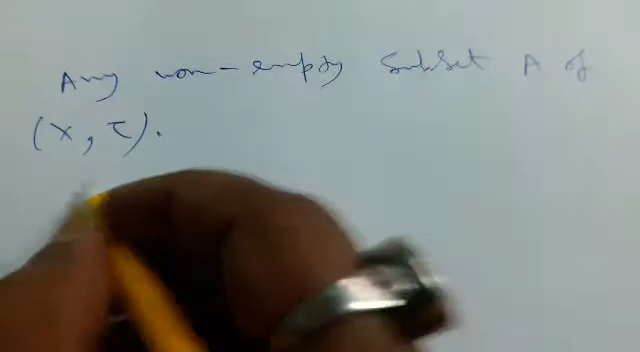 Any non-empty Subset A of
(X, τ).